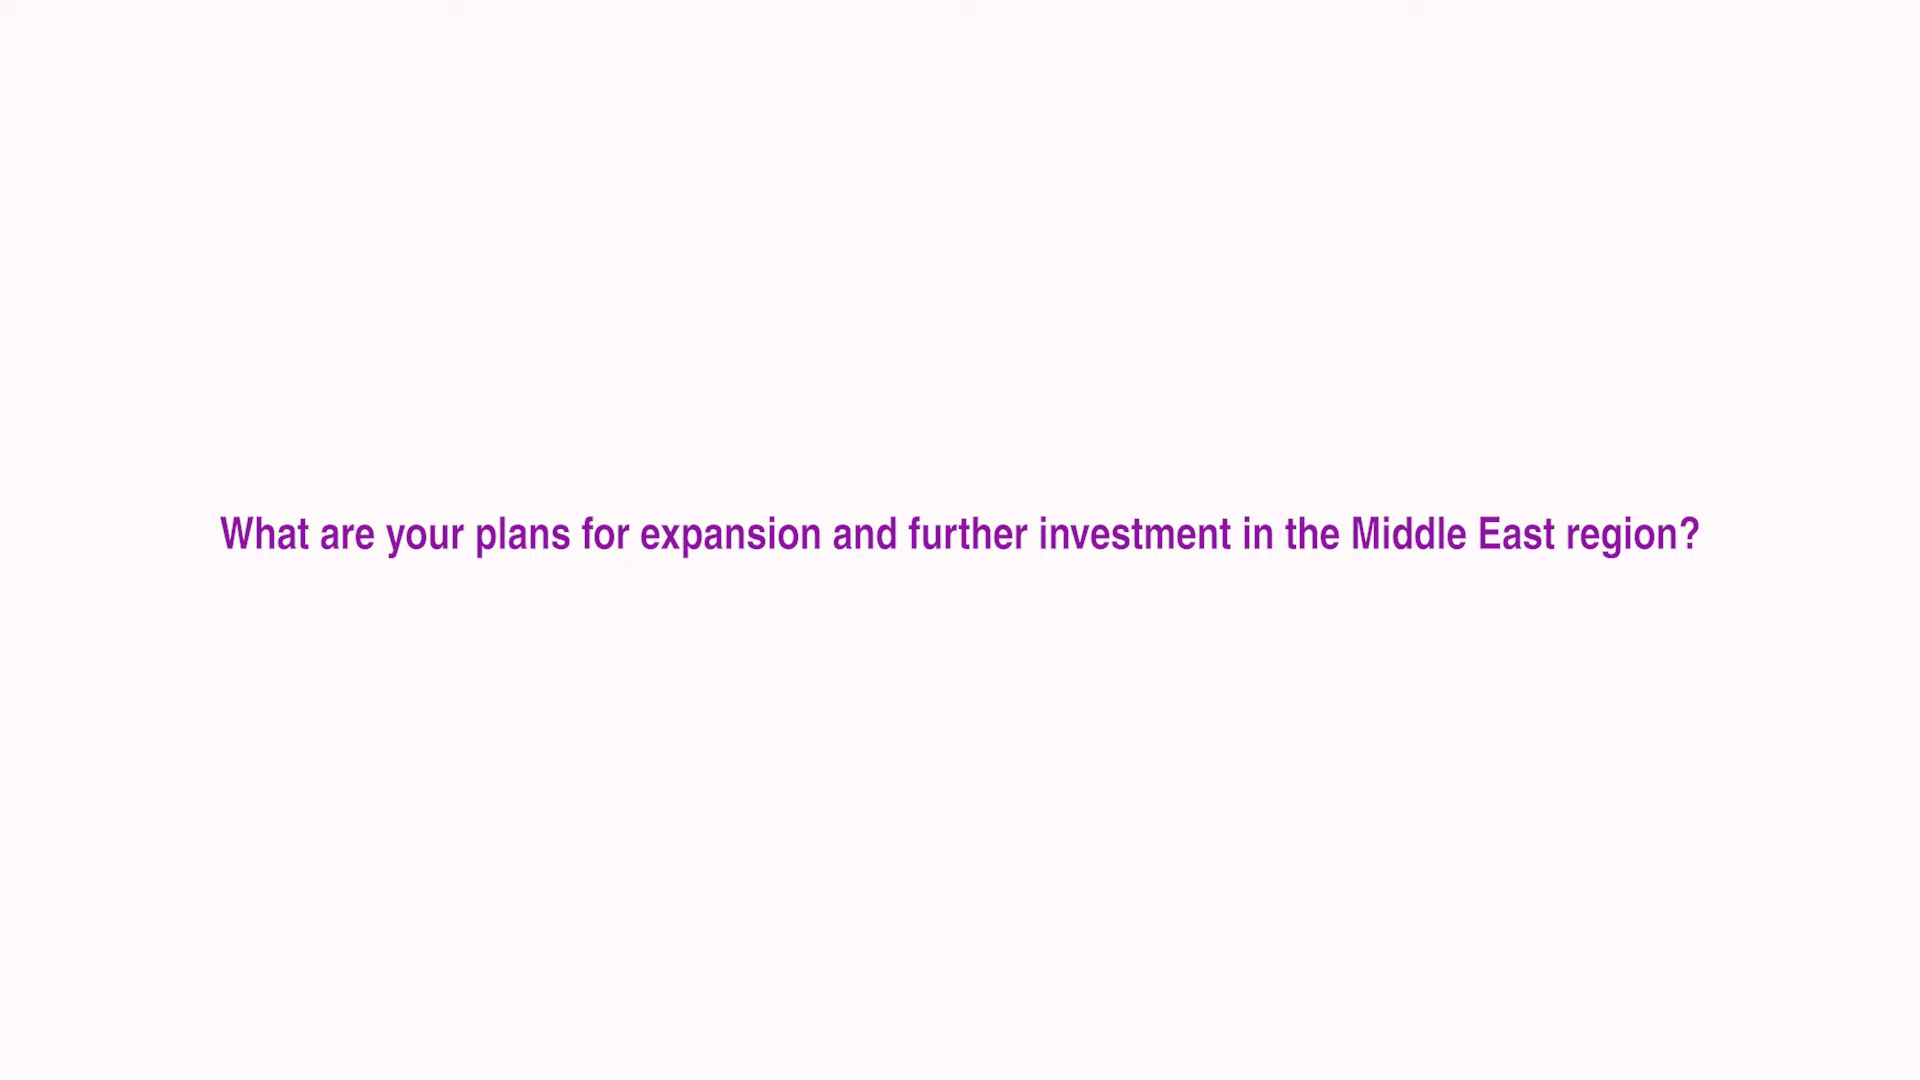 What are your plans for expansion and further investment in the Middle East region?